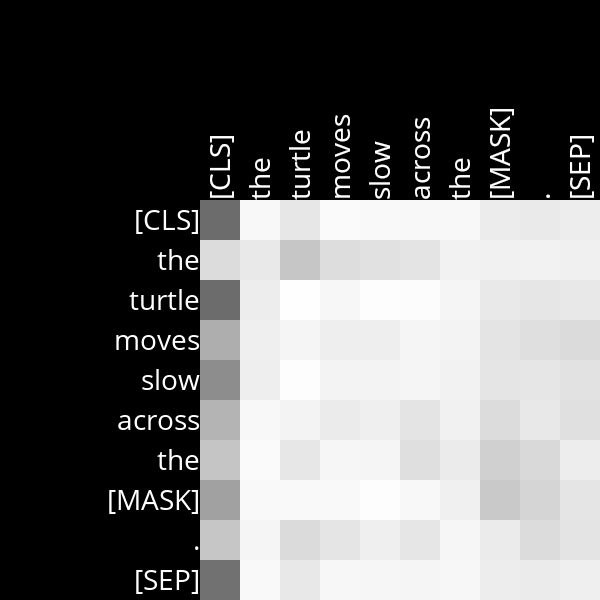 [CLS] the turtle moves slow across the [MASK] . [SEP]
[CLS]
the
turtle
moves
slow
across
the
[MASK]
.
[SEP]